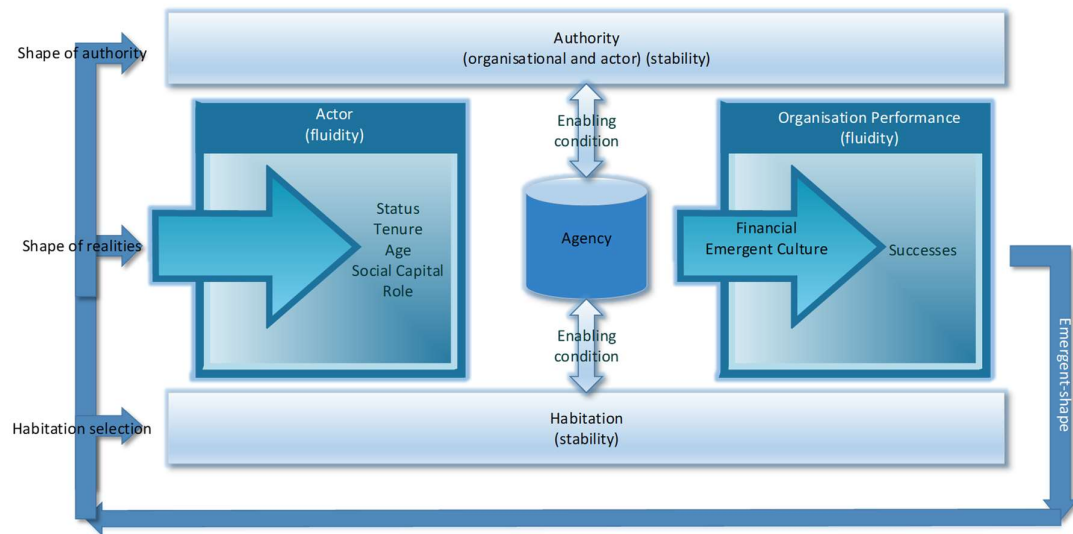 Shape of authority
Authority
(organisational and actor) (stability)
Actor
(fluidity)
Enabling
condition
Organisation Performance
(fluidity)
Shape of realities
Status
Tenure
Age
Social Capital
Role
Agency
Financial
Emergent Culture
Successes
Enabling
condition
Emergent-shape
Habitation selection
Habitation
(stability)